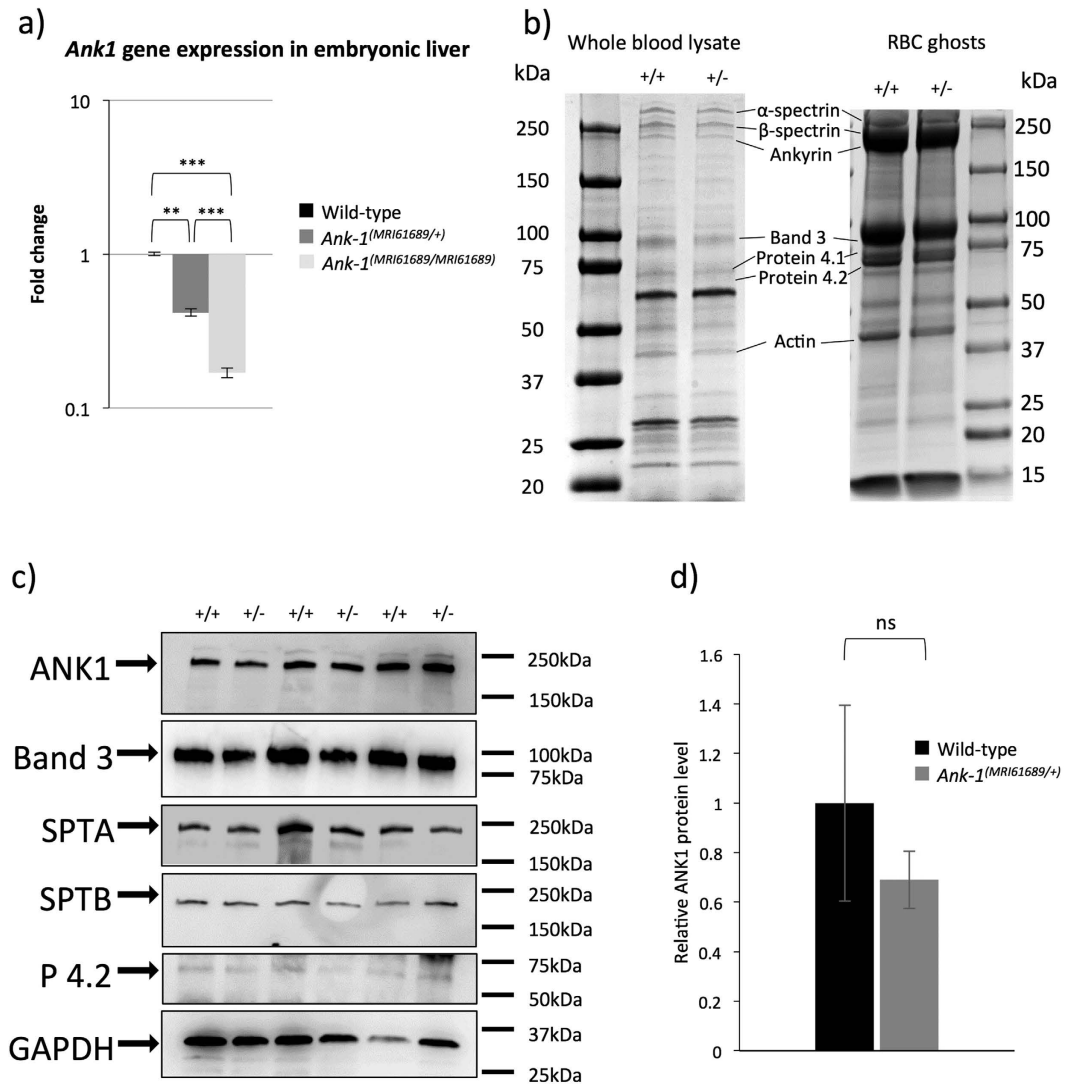 a)
Ank1 gene expression in embryonic liver
10
1
0.1
Fold change
***
** ***
Wild-type
Ank-1(MRI61689/+)
Ank-1(MRI61689/MRI61689)
b)
Whole blood lysate
kDa
+/+ +/-
250
150
100
75
50
37
25
20
α-spectrin
β-spectrin
Ankyrin
Band 3
Protein 4.1
Protein 4.2
Actin
RBC ghosts
+/+ +/-
kDa
250
150
100
75
50
37
25
20
15
c)
+/+ +/- +/+ +/- +/+ +/-
ANK1
250kDa
150kDa
Band 3
100kDa
75kDa
SPTA
250kDa
150kDa
SPTB
250kDa
150kDa
P 4.2
75kDa
50kDa
GAPDH
37kDa
25kDa
d)
ns
Relative ANK1 protein level
1.6
1.4
1.2
1
0.8
0.6
0.4
0.2
0
Wild-type
Ank-1(MRI61689/+)